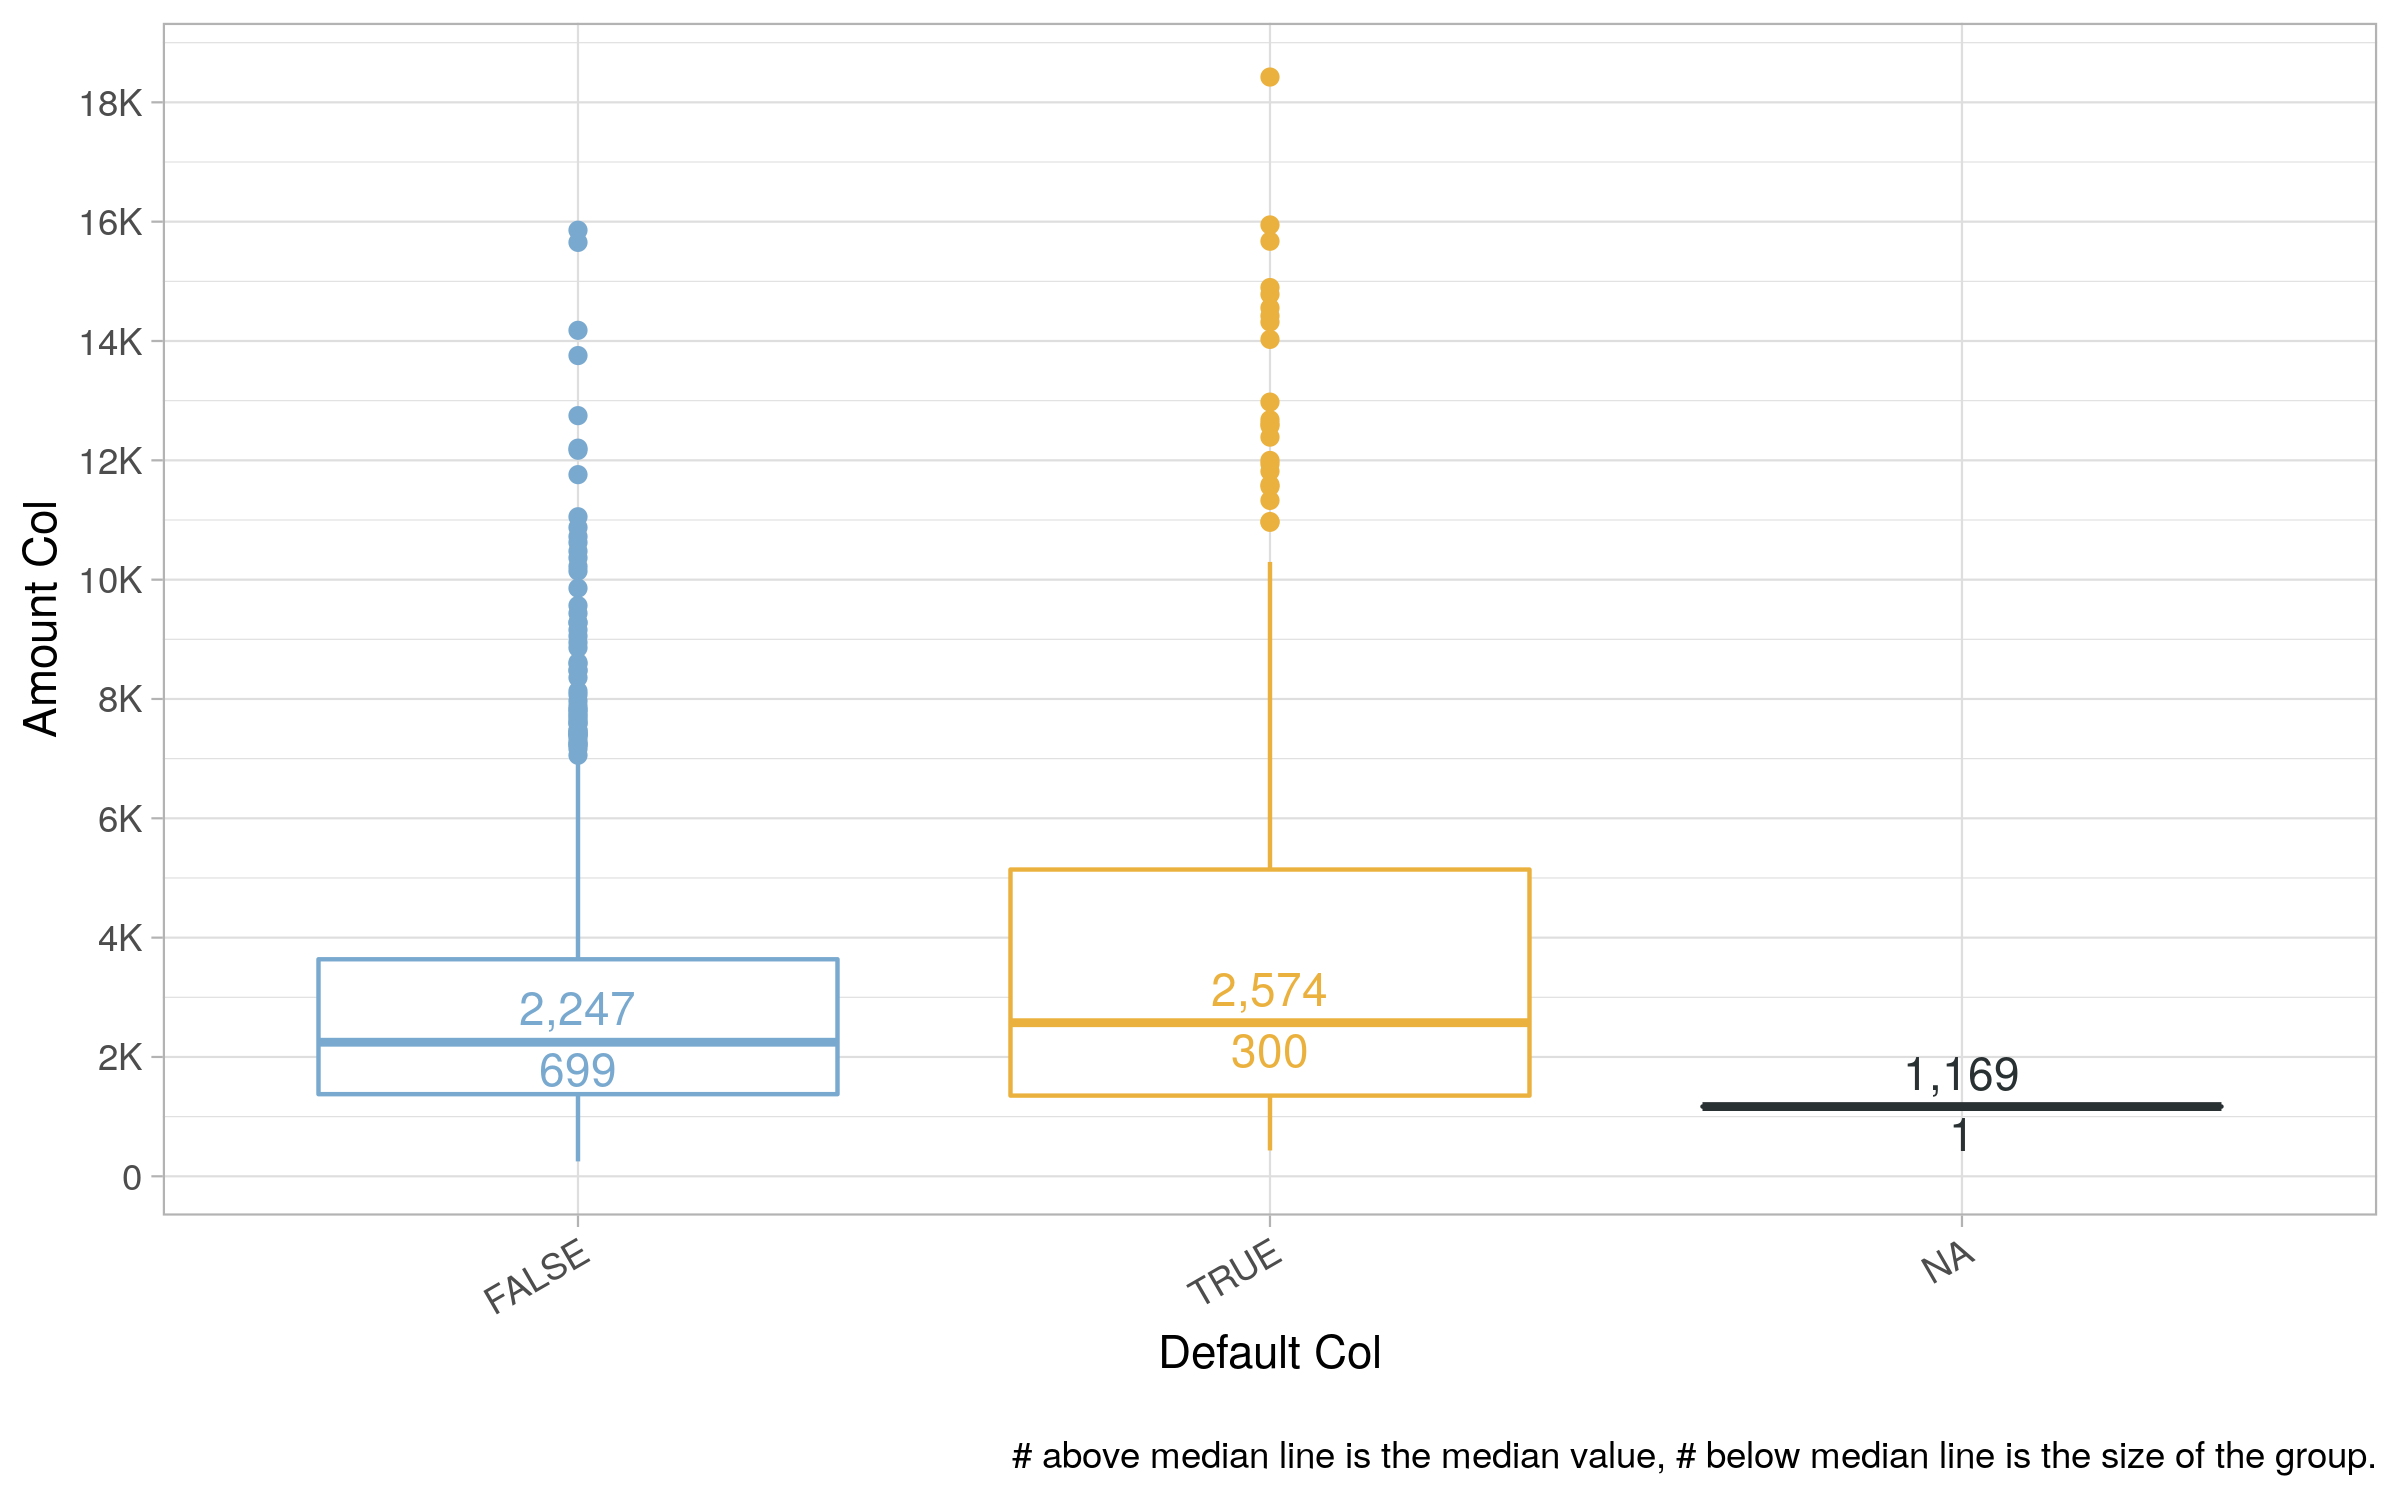 Amount Col
18K
16K
14K
12K
10K
8K
6K
4K
2K
0
2,247
699
2,574
300
1,169
1
FALSE
TRUE
NA
Default Col
# above median line is the median value, # below median line is the size of the group.